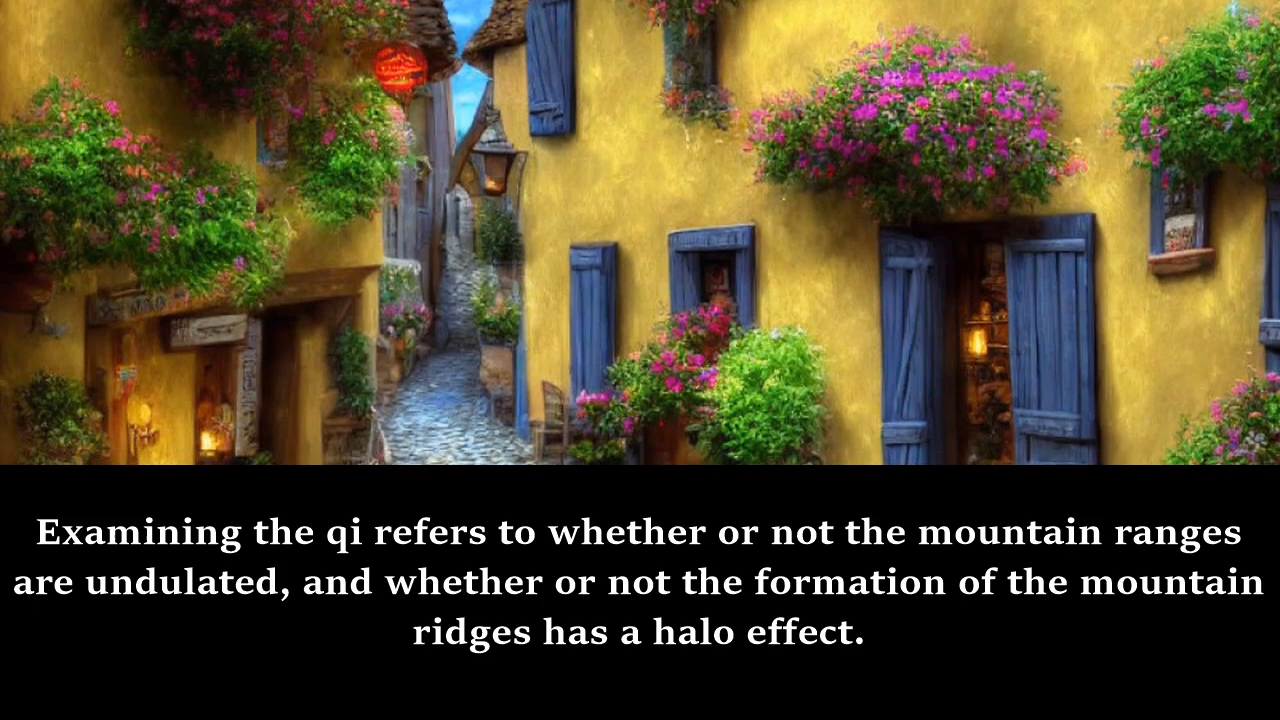 Examining the qi refers to whether or not the mountain ranges
are undulated, and whether or not the formation of the mountain
ridges has a halo effect.